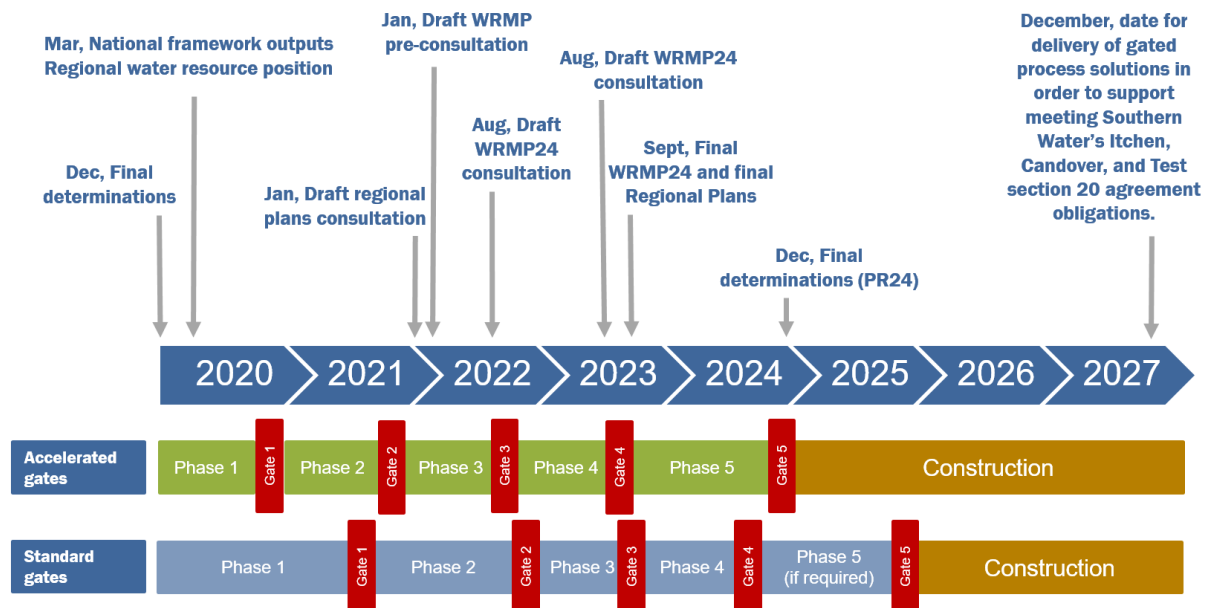 Mar, National framework outputs
Regional water resource position
Dec, Final
determinations
Jan, Draft WRMP
pre-consultation
Jan, Draft regional
plans consultation
Aug, Draft
WRMP24
consultation
Aug, Draft WRMP24
consultation
Sept, Final
WRMP24 and final
Regional Plans
Dec, Final
determinations (PR24)
December, date for
delivery of gated
process solutions in
order to support
meeting Southern
Water's Itchen,
Candover, and Test
section 20 agreement
obligations.
2020
2021
2022
2023
2024
2025
2026
2027
Accelerated
gates
Phase 1
Gate 1
Phase 2
Gate 2
Phase 3
Gate 3
Phase 4
Gate 4
Phase 5
Gate 5
Construction
Standard
gates
Phase 1
Gate 1
Phase 2
Gate 2
Phase 3
Gate 3
Phase 4
Gate 4
Phase 5
(if required)
Gate 5
Construction